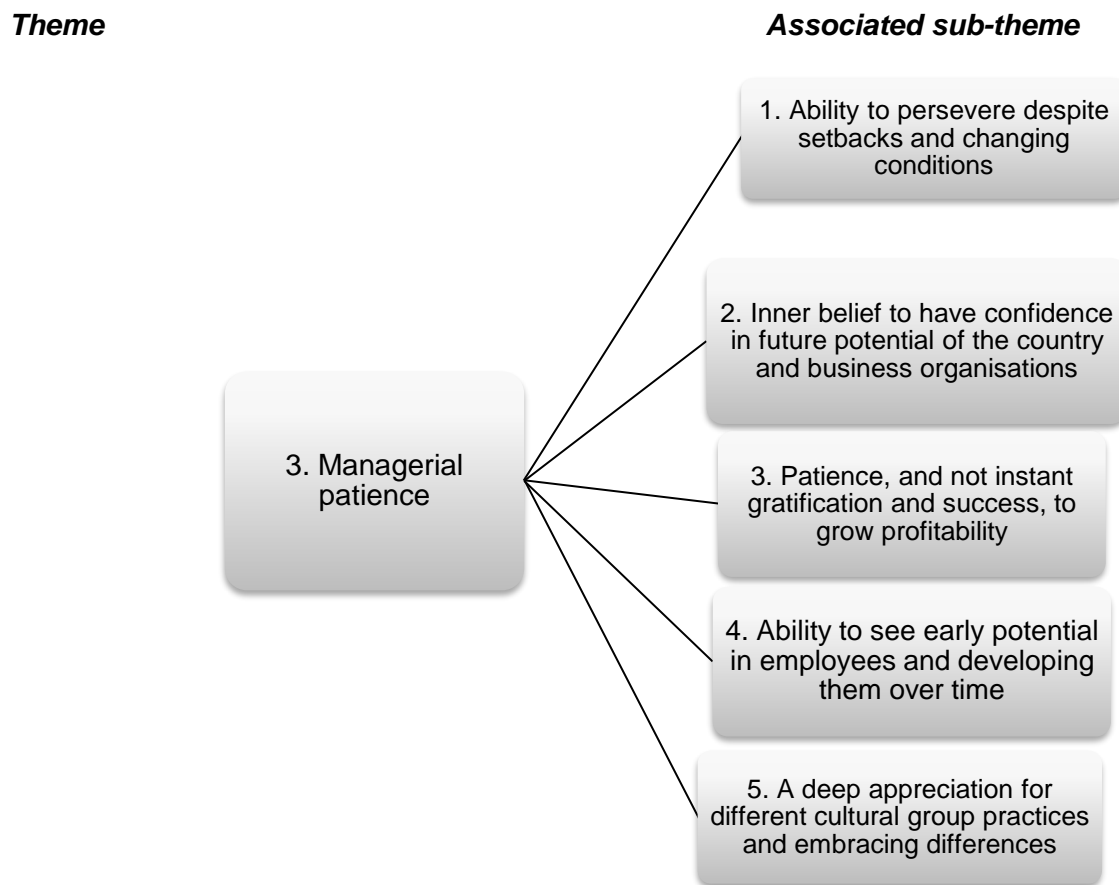 Theme
Associated sub-theme
3. Managerial
patience
1. Ability to persevere despite
setbacks and changing
conditions
2. Inner belief to have confidence
in future potential of the country
and business organisations
3. Patience, and not instant
gratification and success, to
grow profitability
4. Ability to see early potential
in employees and developing
them over time
5. A deep appreciation for
different cultural group practices
and embracing differences